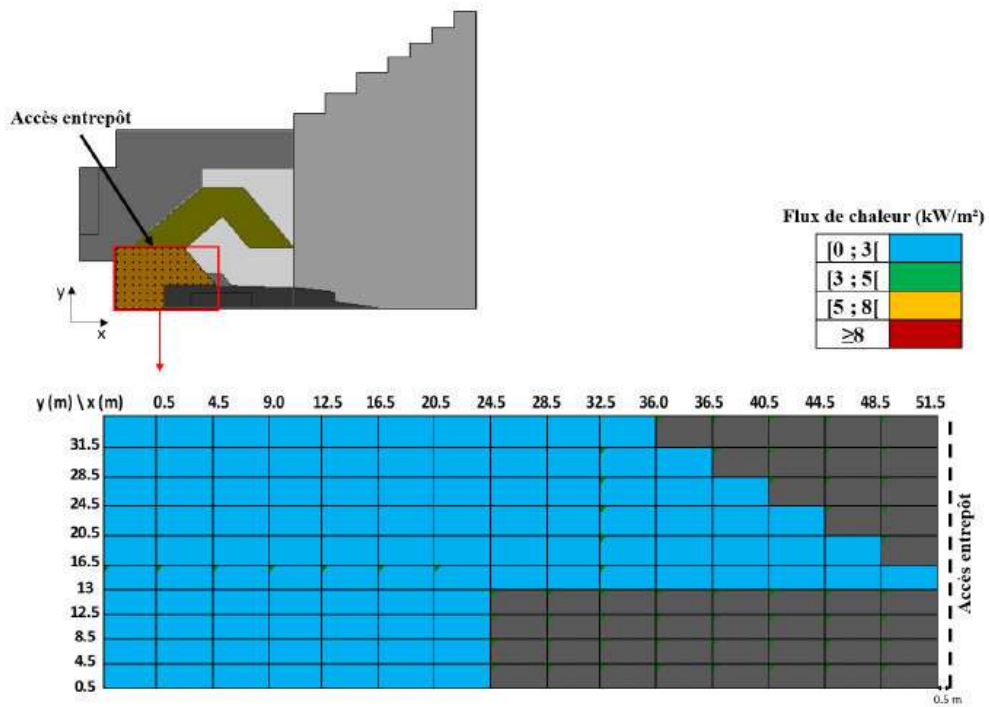 Accès entrepôt
y
x
Flux de chaleur (kW/m²)
[0 ; 3[
[3 ; 5[
[5 ; 8[
≥8
y (m) \ x (m) 0.5 4.5 9.0 12.5 16.5 20.5 24.5 28.5 32.5 36.0 36.5 40.5 44.5 48.5 51.5
31.5
28.5
24.5
20.5
16.5
13
12.5
8.5
4.5
0.5
Accès entrepôt
0.5 m